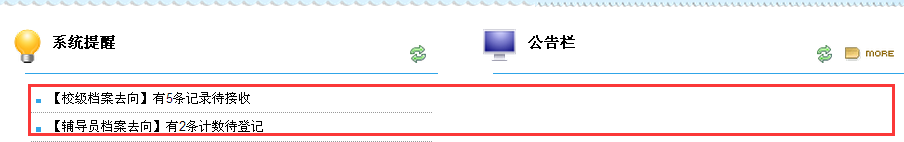 系统提醒
公告栏
MORE
【校级档案去向】有5条记录待接收
【辅导员档案去向】有2条计数待登记